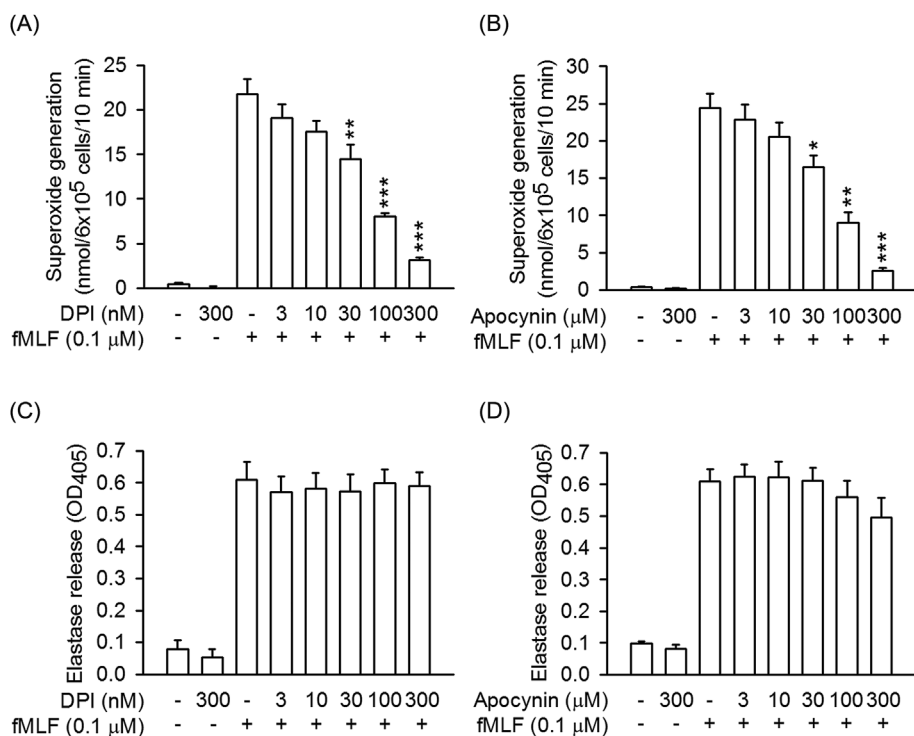 (A)
Superoxide generation
(nmol/6x10⁵ cells/10 min)
25
20
15
10
5
0
**
***
***
DPI (nM) - 300 - 3 10 30 100 300
fMLF (0.1 μM) - - + + + + + +
(B)
Superoxide generation
(nmol/6x10⁵ cells/10 min)
30
25
20
15
10
5
0
*
**
***
Apocynin (μM) - 300 - 3 10 30 100 300
fMLF (0.1 μM) - - + + + + + +
(C)
Elastase release (OD₄₀₅)
0.7
0.6
0.5
0.4
0.3
0.2
0.1
0.0
DPI (nM) - 300 - 3 10 30 100 300
fMLF (0.1 μM) - - + + + + + +
(D)
Elastase release (OD₄₀₅)
0.7
0.6
0.5
0.4
0.3
0.2
0.1
0.0
Apocynin (μM) - 300 - 3 10 30 100 300
fMLF (0.1 μM) - - + + + + + +